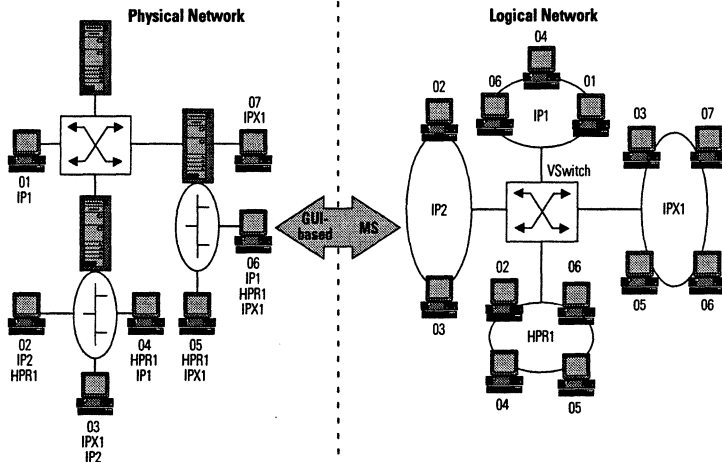 Physical Network
Logical Network
07
IPX1
01
IP1
06
IP1
HPR1
IPX1
02
IP2
HPR1
04
HPR1
IP1
05
HPR1
IPX1
03
IPX1
IP2
GUI-
based
MS
04
06
01
IP1
02
IP2
03
VSwitch
03
07
IPX1
05
06
02
06
HPR1
04
05